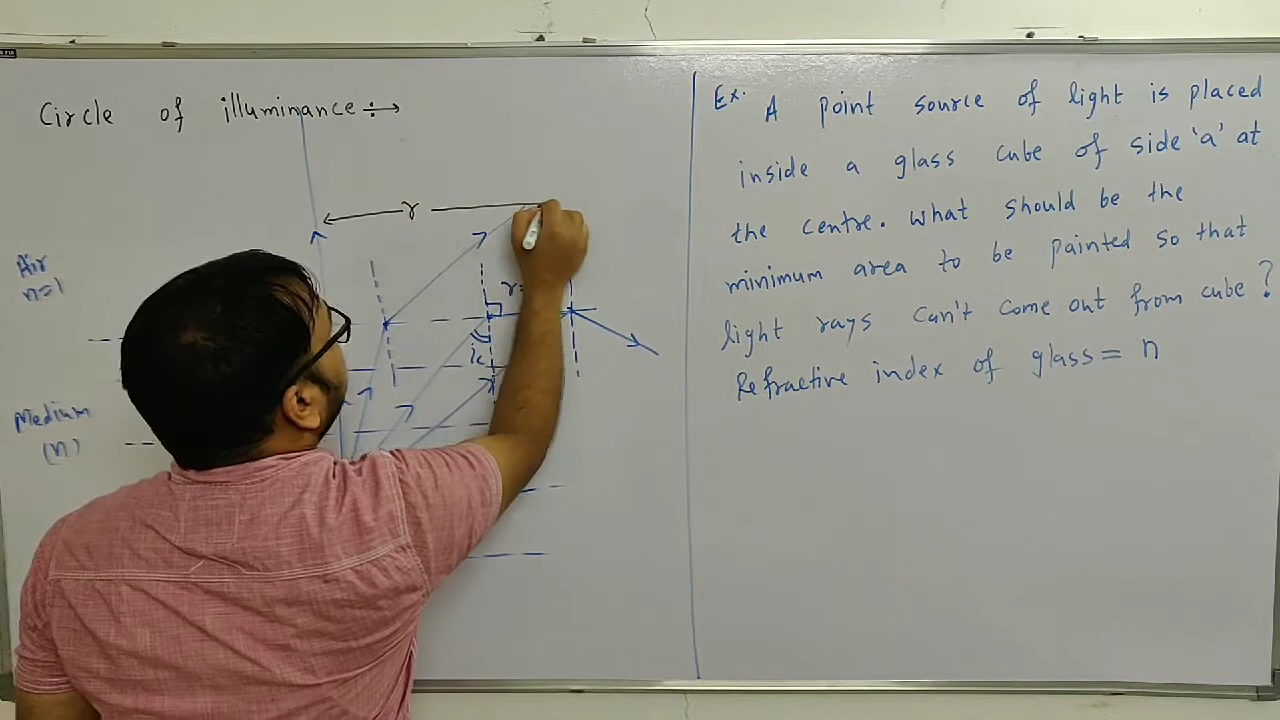 Circle of illuminance ÷→
r
Air
n=1
ic
Medium
(n)
Ex. A point source of light is placed
inside a glass cube of side 'a' at
the centre. What should be the
minimum area to be painted so that
light rays can't come out from cube?
Refractive index of glass = n